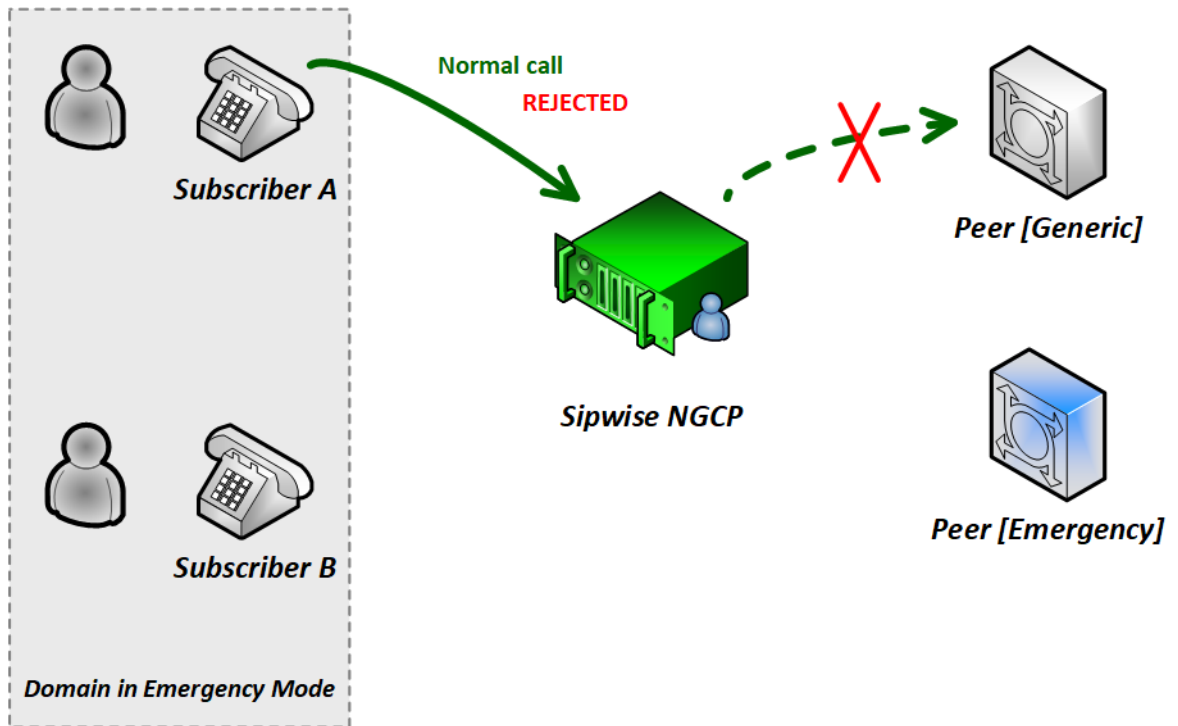 Normal call
REJECTED
Subscriber A
Peer [Generic]
Sipwise NGCP
Peer [Emergency]
Subscriber B
Domain in Emergency Mode